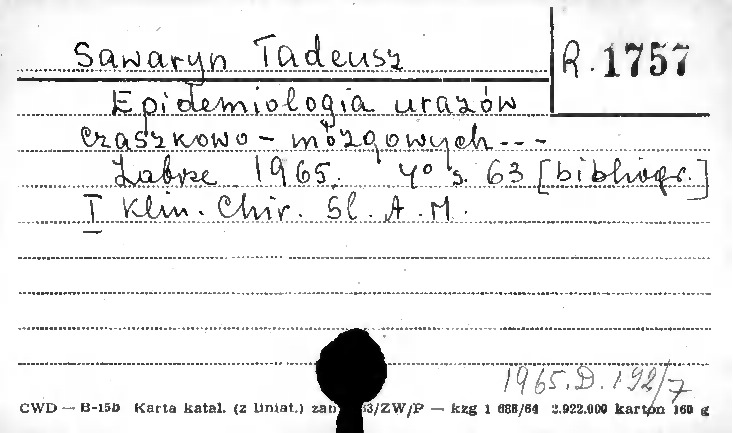 Sawaryn Tadeusz
R. 1757
Epidemiologia urazów
czaszkowo - mózgowych - - -
Zabrze 1965. 4° s. 63 [bibliogr.]
I Klin. Chir. Śl. A. M.
1965. D. 192/7
CWD — B-15b Karta katal. (z liniat.) zam 63/ZW/P — kzg 1 688/64 2.922.000 karton 160 g